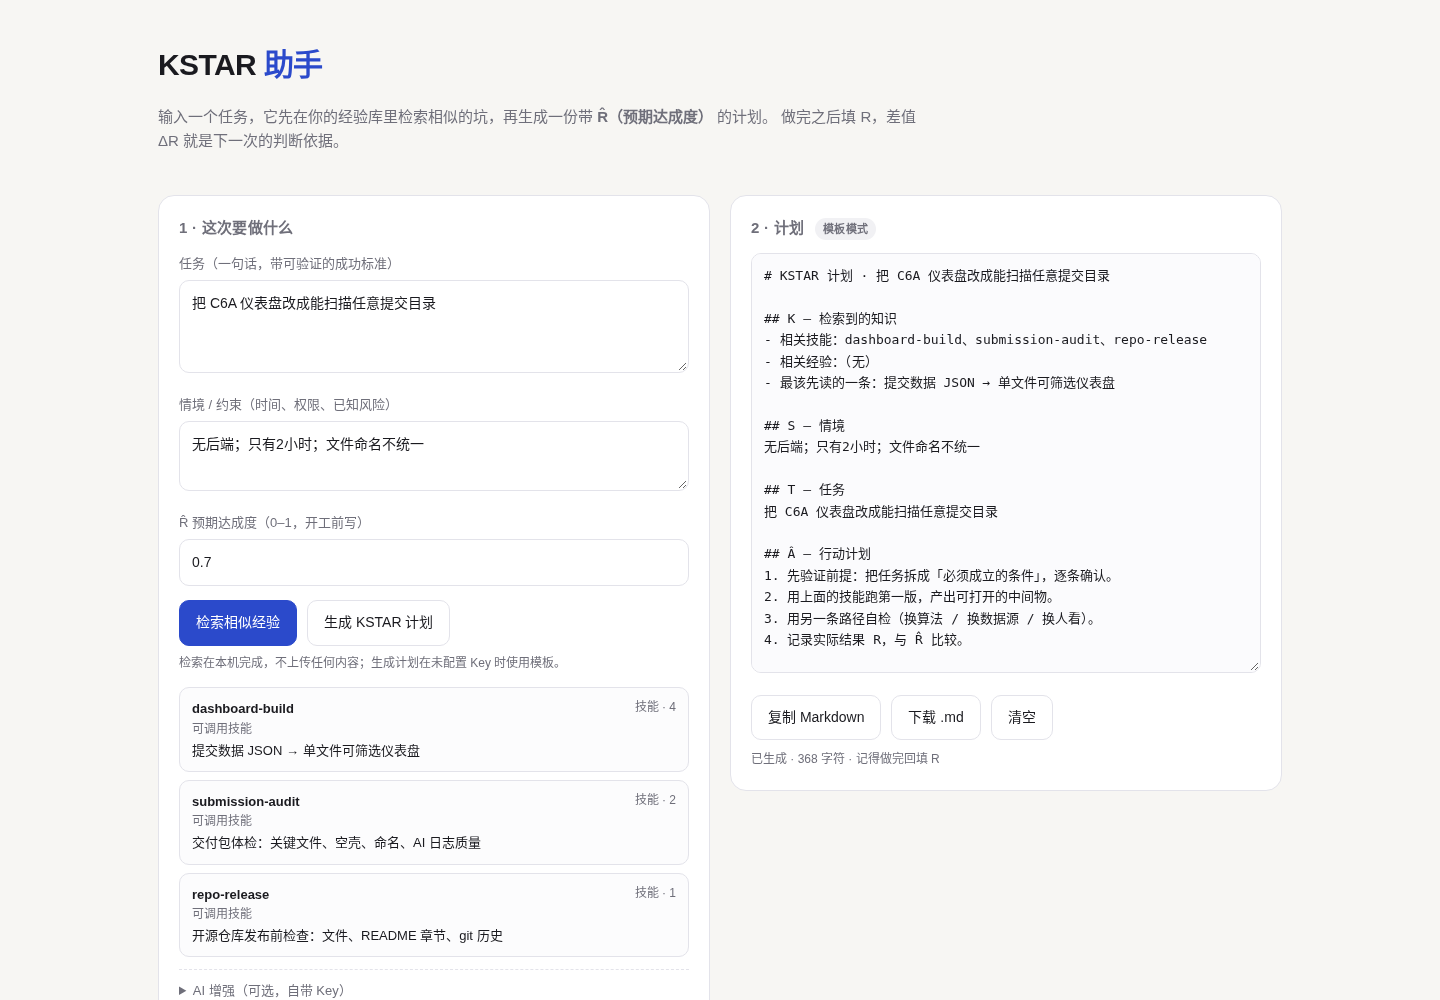 KSTAR 助手
输入一个任务，它先在你的经验库里检索相似的坑，再生成一份带 R̂（预期达成度） 的计划。 做完之后填 R，差值
ΔR 就是下一次的判断依据。
1 · 这次要做什么
任务（一句话，带可验证的成功标准）
把 C6A 仪表盘改成能扫描任意提交目录
情境 / 约束（时间、权限、已知风险）
无后端；只有2小时；文件命名不统一
R̂ 预期达成度（0–1，开工前写）
0.7
检索相似经验
生成 KSTAR 计划
检索在本机完成，不上传任何内容；生成计划在未配置 Key 时使用模板。
dashboard-build
技能 · 4
可调用技能
提交数据 JSON → 单文件可筛选仪表盘
submission-audit
技能 · 2
可调用技能
交付包体检：关键文件、空壳、命名、AI 日志质量
repo-release
技能 · 1
可调用技能
开源仓库发布前检查：文件、README 章节、git 历史
▶ AI 增强（可选，自带 Key）
2 · 计划
模板模式
# KSTAR 计划 · 把 C6A 仪表盘改成能扫描任意提交目录
## K — 检索到的知识
- 相关技能：dashboard-build、submission-audit、repo-release
- 相关经验：（无）
- 最该先读的一条：提交数据 JSON → 单文件可筛选仪表盘
## S — 情境
无后端；只有2小时；文件命名不统一
## T — 任务
把 C6A 仪表盘改成能扫描任意提交目录
## Â — 行动计划
1. 先验证前提：把任务拆成「必须成立的条件」，逐条确认。
2. 用上面的技能跑第一版，产出可打开的中间物。
3. 用另一条路径自检（换算法 / 换数据源 / 换人看）。
4. 记录实际结果 R，与 R̂ 比较。
复制 Markdown
下载 .md
清空
已生成 · 368 字符 · 记得做完回填 R